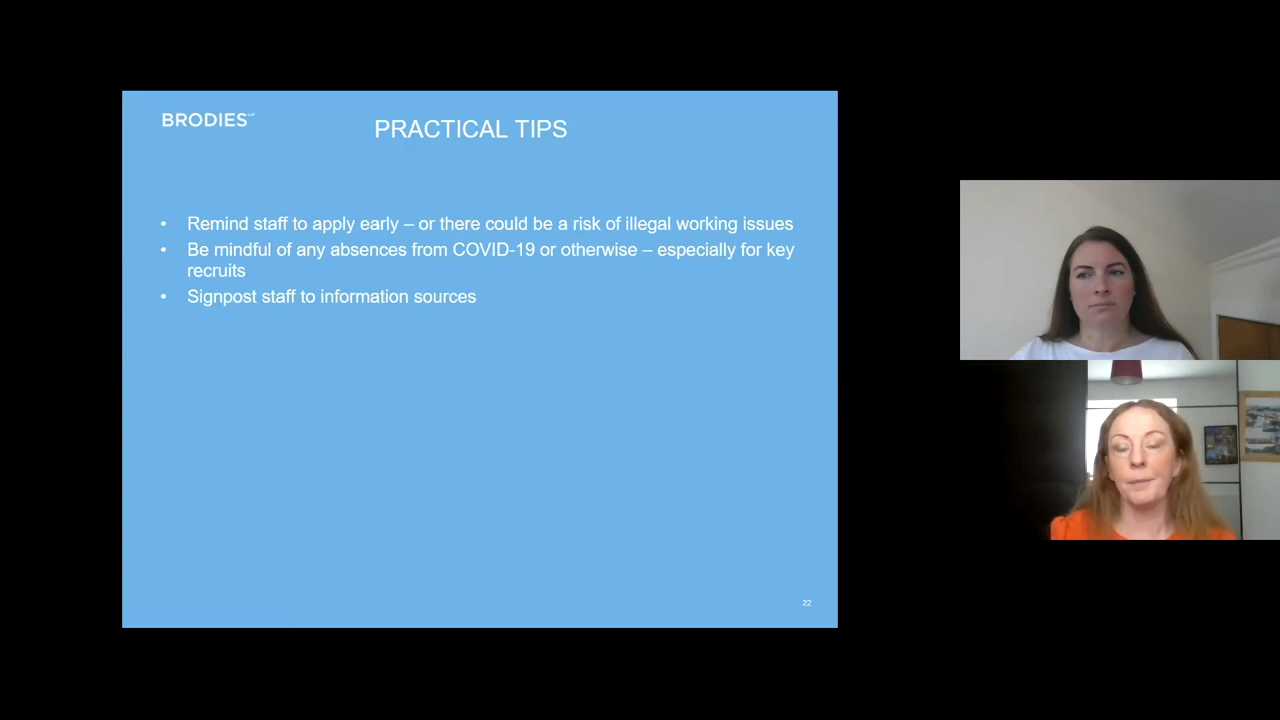 BRODIES
PRACTICAL TIPS
• Remind staff to apply early – or there could be a risk of illegal working issues
• Be mindful of any absences from COVID-19 or otherwise – especially for key
recruits
• Signpost staff to information sources
22